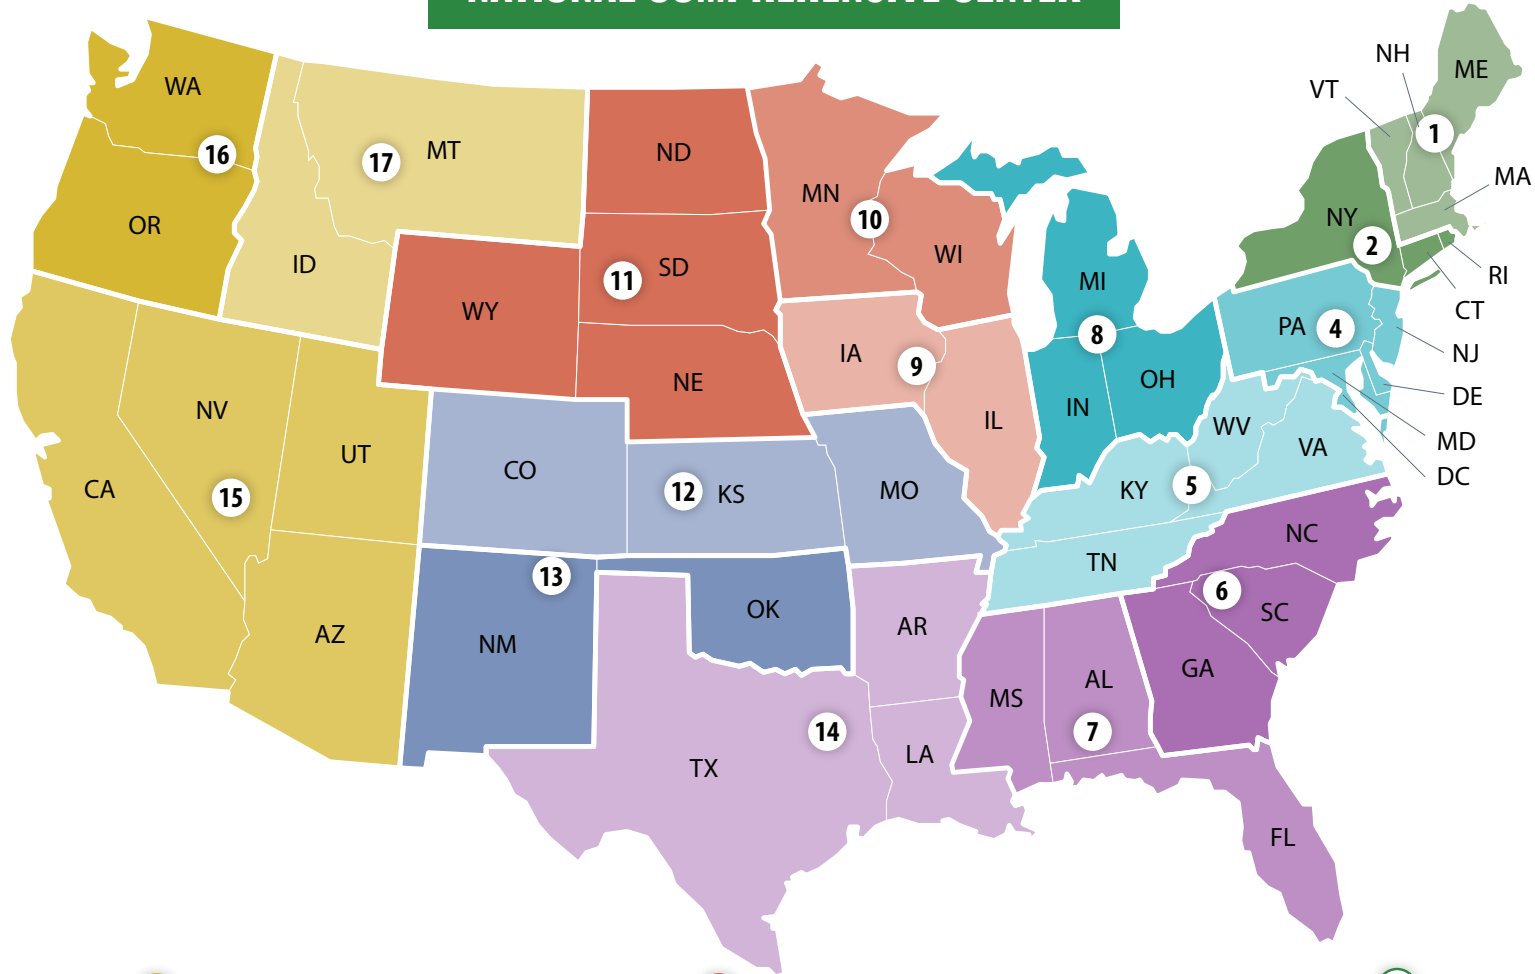 NATIONAL COMPREHENSIVE CENTER
NH
ME
VT
WA
1
16
17
MT
ND
MA
MN
10
NY
OR
2
WI
ID
SD
11
MI
RI
WY
CT
PA
4
8
NJ
IA
9
OH
NE
DE
NV
IN
IL
WV
MD
UT
VA
CO
DC
CA
15
12
KS
MO
KY
5
NC
TN
13
6
OK
SC
AZ
NM
AR
GA
AL
MS
14
7
LA
TX
FL